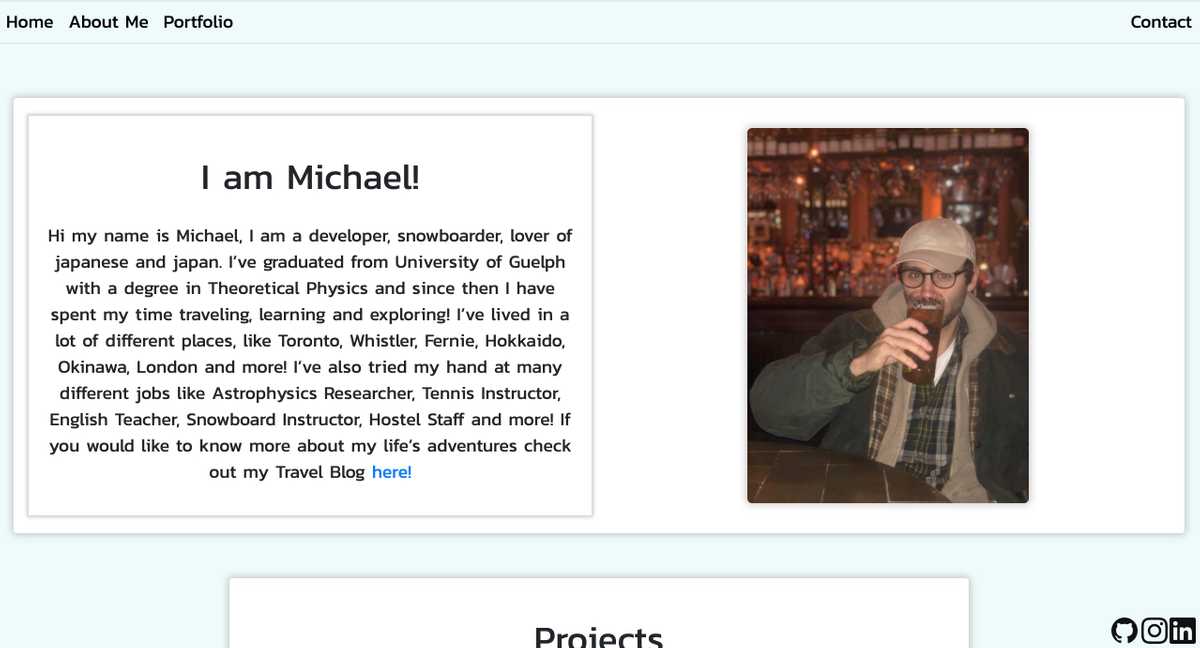 Home About Me Portfolio Contact
I am Michael!
Hi my name is Michael, I am a developer, snowboarder, lover of
japanese and japan. I've graduated from University of Guelph
with a degree in Theoretical Physics and since then I have
spent my time traveling, learning and exploring! I've lived in a
lot of different places, like Toronto, Whistler, Fernie, Hokkaido,
Okinawa, London and more! I've also tried my hand at many
different jobs like Astrophysics Researcher, Tennis Instructor,
English Teacher, Snowboard Instructor, Hostel Staff and more! If
you would like to know more about my life's adventures check
out my Travel Blog here!
Projects